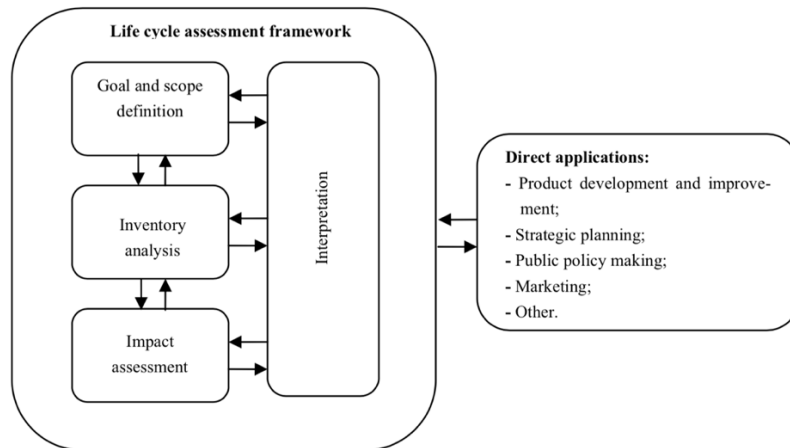 Life cycle assessment framework
Goal and scope
definition
Inventory
analysis
Impact
assessment
Interpretation
Direct applications:
- Product development and improve-
ment;
- Strategic planning;
- Public policy making;
- Marketing;
- Other.